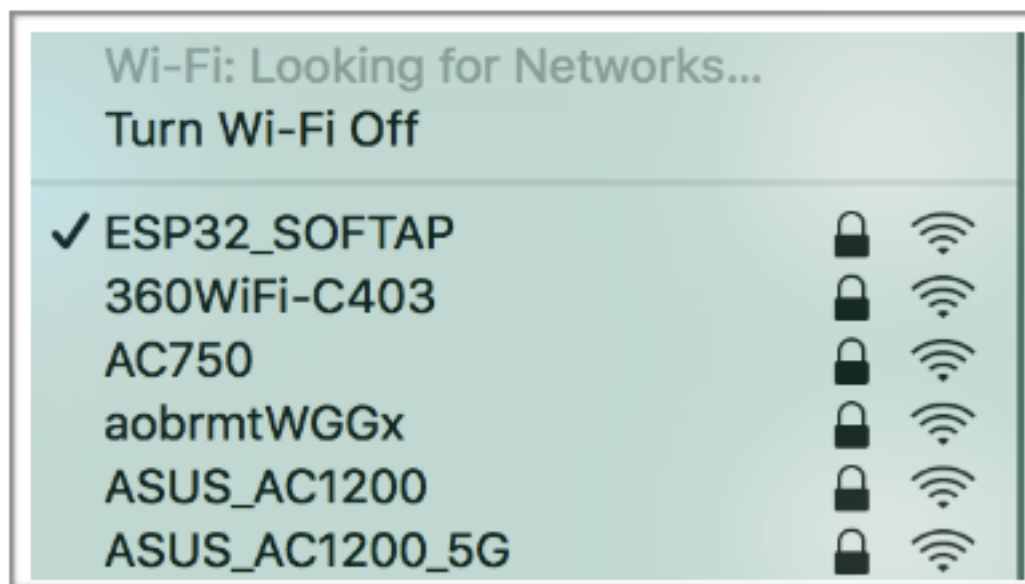 Wi-Fi: Looking for Networks...
Turn Wi-Fi Off
ESP32_SOFTAP
360WiFi-C403
AC750
aobrmtWGGx
ASUS_AC1200
ASUS_AC1200_5G